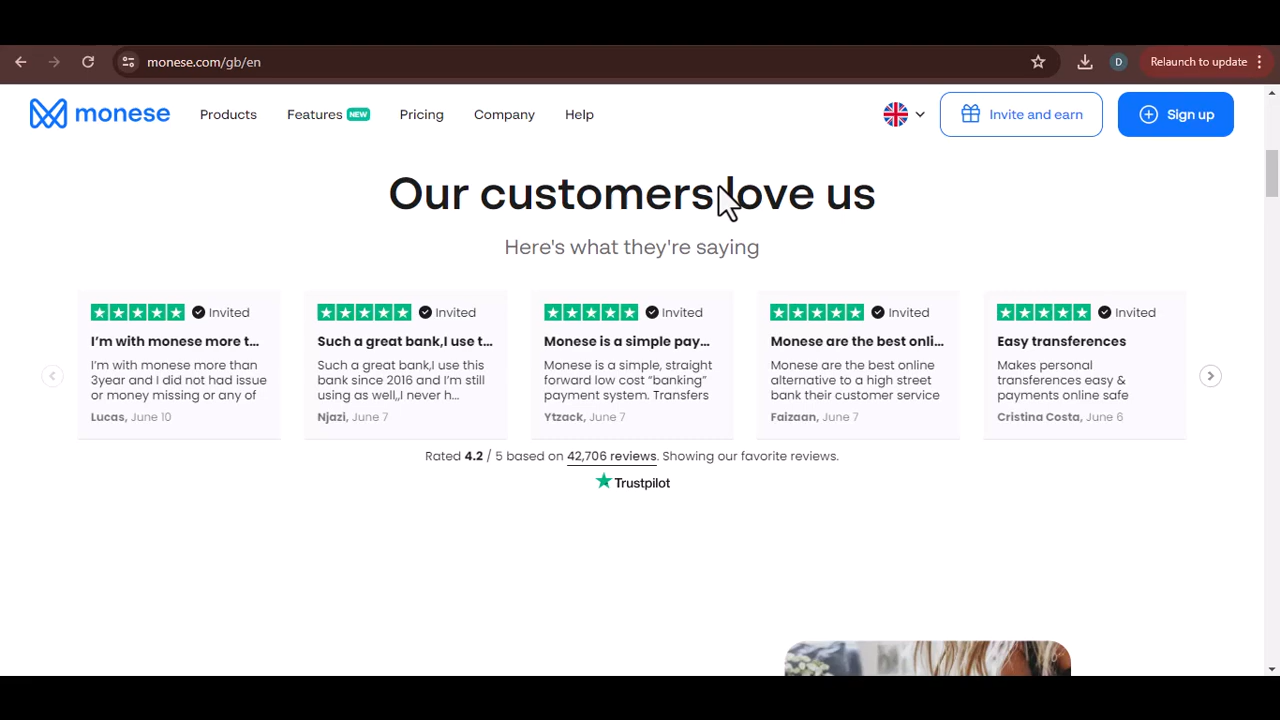 monese.com/gb/en
D
Relaunch to update
monese
Products
Features NEW
Pricing
Company
Help
Invite and earn
Sign up
Our customers love us
Here's what they're saying
Invited
I'm with monese more t...
I'm with monese more than
3year and I did not had issue
or money missing or any of
Lucas, June 10
Invited
Such a great bank,I use t...
Such a great bank,I use this
bank since 2016 and I'm still
using as well,,I never h...
Njazi, June 7
Invited
Monese is a simple pay...
Monese is a simple, straight
forward low cost "banking"
payment system. Transfers
Ytzack, June 7
Invited
Monese are the best onli...
Monese are the best online
alternative to a high street
bank their customer service
Faizaan, June 7
Invited
Easy transferences
Makes personal
transferences easy &
payments online safe
Cristina Costa, June 6
Rated 4.2 / 5 based on 42,706 reviews. Showing our favorite reviews.
Trustpilot